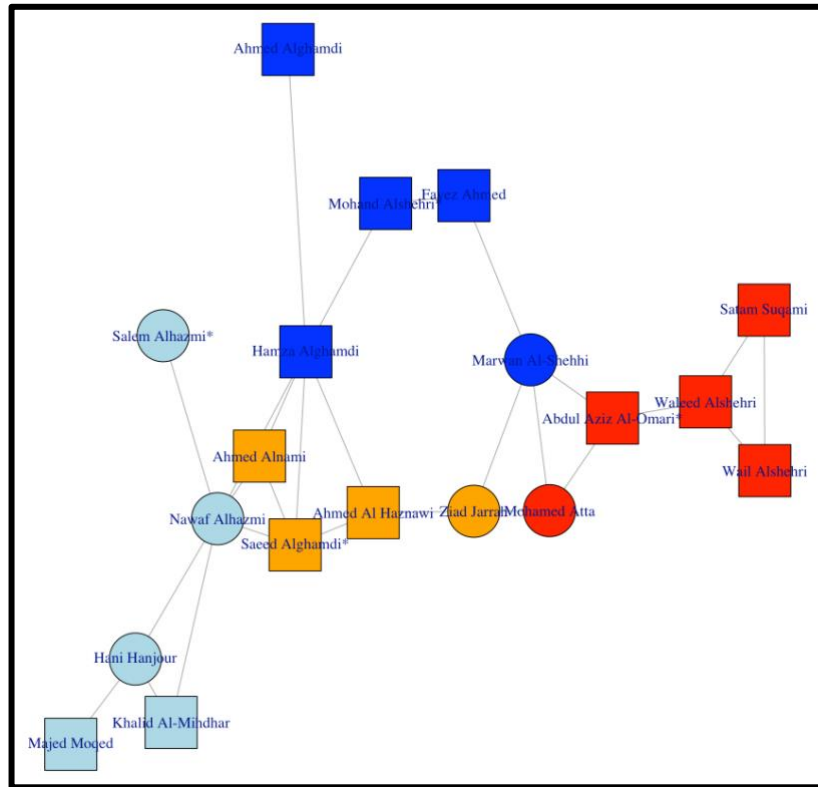 Ahmed Alghamdi
Mohand Alshehri*
Fayez Ahmed
Salem Alhazmi*
Hamza Alghamdi
Marwan Al-Shehhi
Satam Suqami
Waleed Alshehri
Abdul Aziz Al-Omari*
Wail Alshehri
Ahmed Alnami
Nawaf Alhazmi
Ahmed Al Haznawi
Ziad Jarrah
Mohamed Atta
Saeed Alghamdi*
Hani Hanjour
Khalid Al-Mihdhar
Majed Moqed